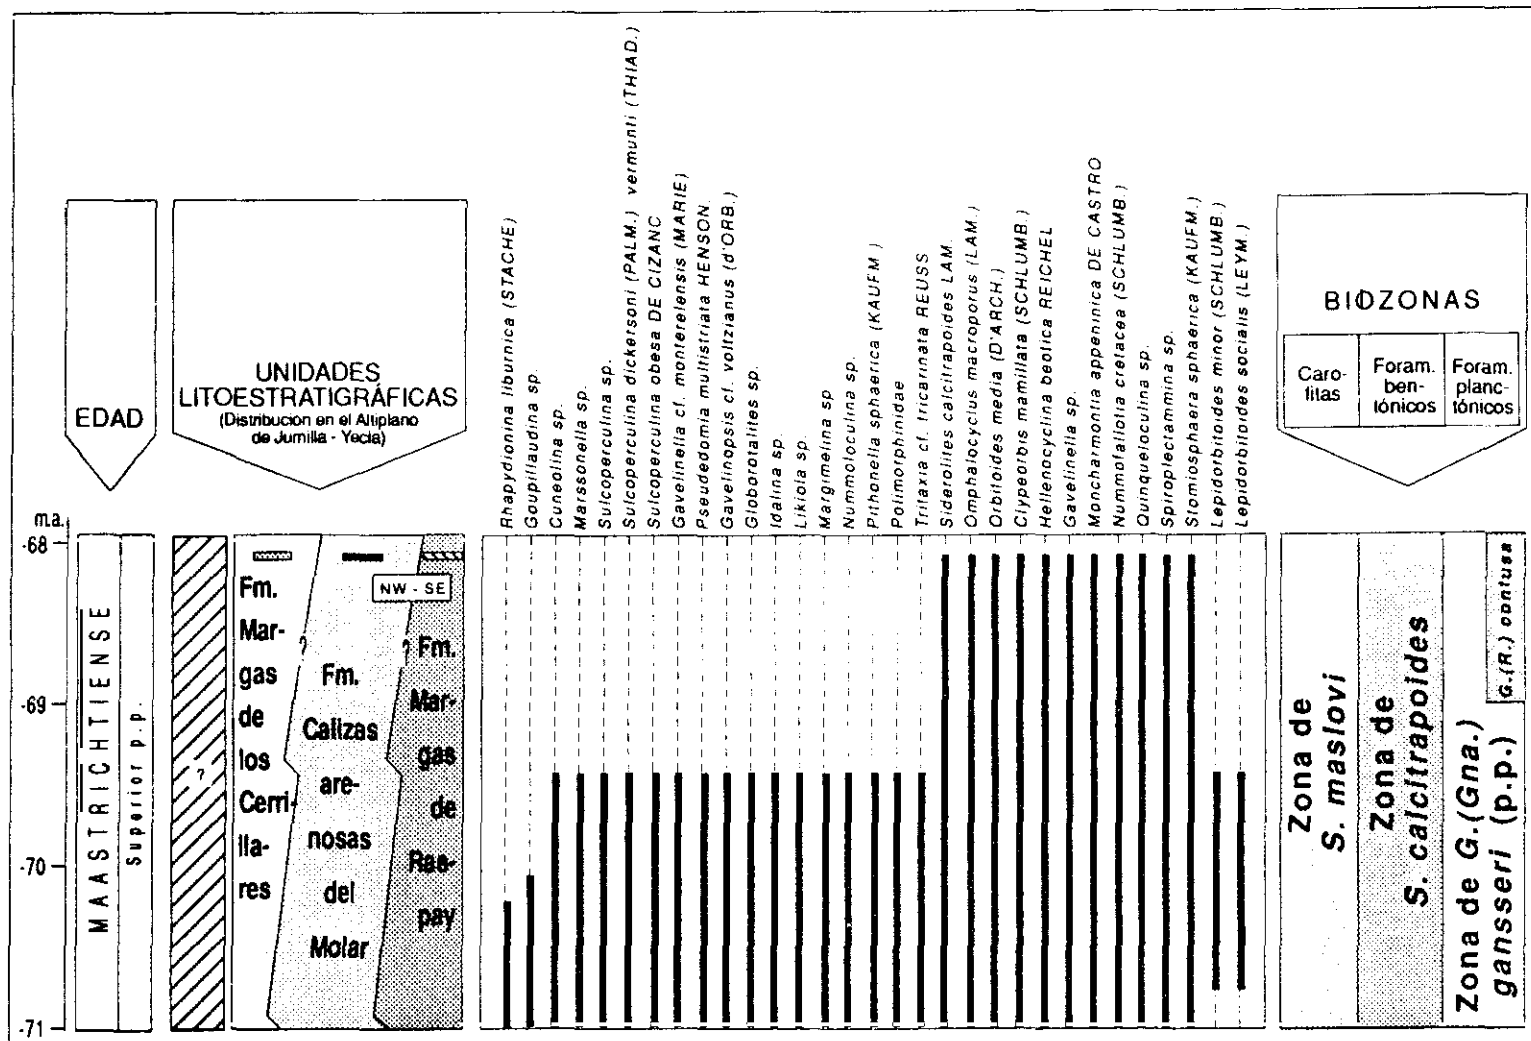 EDAD
UNIDADES
LITOESTRATIGRÁFICAS
(Distribucion en el Altiplano
de Jumilla - Yecla)
Rhapydionina liburnica (STACHE)
Goupillaudina sp.
Cuneolina sp.
Marssonella sp.
Sulcoperculina sp.
Sulcoperculina dickersoni (PALM.) vermunti (THIAD.)
Sulcoperculina obesa DE CIZANC
Gavelinella cf. monterelensis (MARIE)
Pseudedomia multistriata HENSON
Gavelinopsis cf. voltzianus (d'ORB.)
Globorotalites sp.
Idalina sp.
Likiola sp.
Margimelina sp
Nummoloculina sp.
Pithonella sphaerica (KAUFM)
Polimorphinidae
Tritaxia cf. tricarinata REUSS
Siderolites calcitrapoides LAM.
Omphalocyclus macroporus (LAM.)
Orbitoides media (D'ARCH.)
Clypeorbis mamillata (SCHLUMB.)
Hellenocyclina beotica REICHEL
Gavelinella sp.
Moncharmontia appeninica DE CASTRO
Nummofallotia cretacea (SCHLUMB.)
Quinqueloculina sp.
Spiroplectammina sp.
Stomiosphaera sphaerica (KAUFM.)
Lepidorbitoides minor (SCHLUMB.)
Lepidorbitoides socialis (LEYM.)
BIOZONAS
Caro-
fitas
Foram.
ben-
tónicos
Foram.
planc-
tónicos
m.a.
-68
-69
-70
-71
MAASTRICHTIENSE
Superior p.p.
?
Fm.
Mar-
gas
de
los
Cerri-
lla-
res
?
Fm.
Calizas
are-
nosas
del
Molar
NW - SE
?
Fm.
Mar-
gas
de
Ras-
pay
Zona de
S. maslovi
Zona de
S. calcitrapoides
Zona de G.(Gna.)
gansseri (p.p.)
G.(R.) contusa